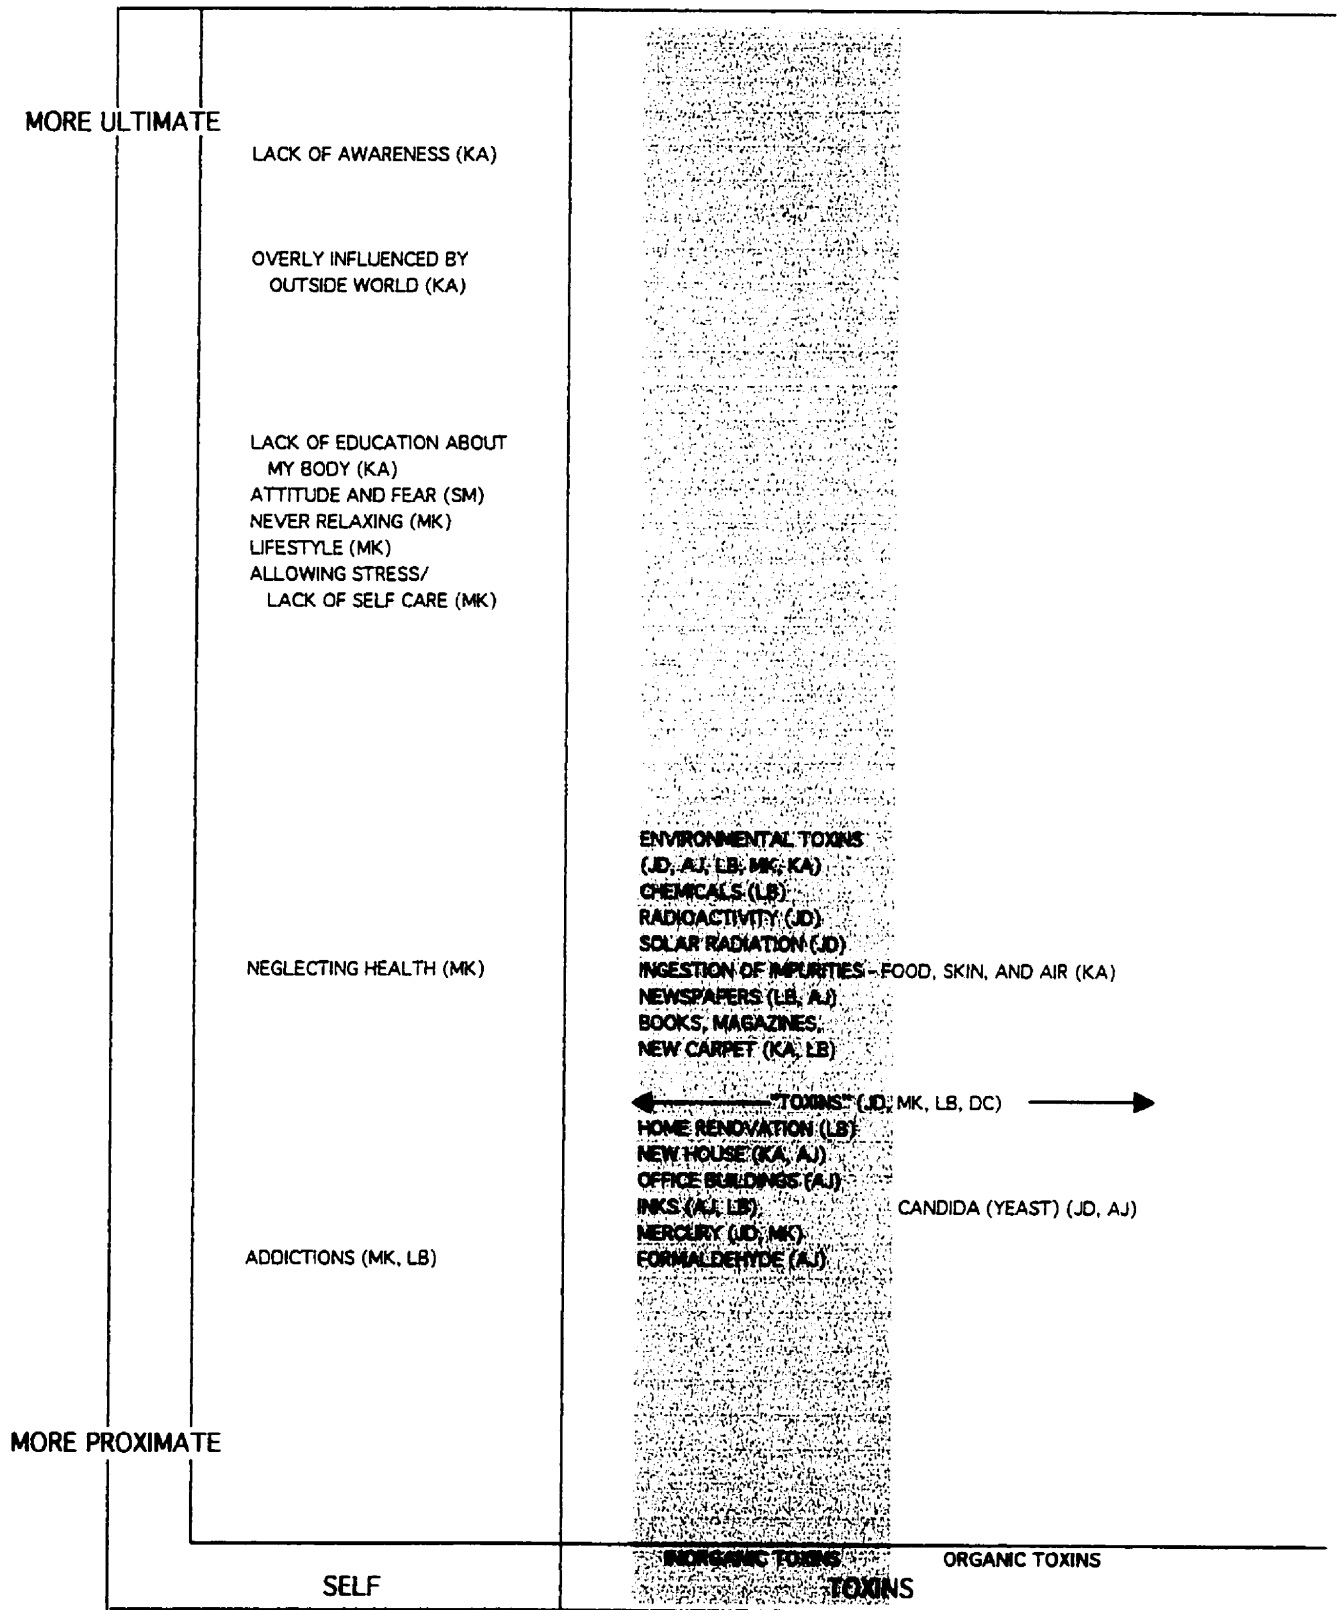 MORE ULTIMATE
LACK OF AWARENESS (KA)
OVERLY INFLUENCED BY
OUTSIDE WORLD (KA)
LACK OF EDUCATION ABOUT
MY BODY (KA)
ATTITUDE AND FEAR (SM)
NEVER RELAXING (MK)
LIFESTYLE (MK)
ALLOWING STRESS/
LACK OF SELF CARE (MK)
NEGLECTING HEALTH (MK)
ADDICTIONS (MK, LB)
ENVIRONMENTAL TOXINS
(JD, AJ, LB, MK, KA)
CHEMICALS (LB)
RADIOACTIVITY (JD)
SOLAR RADIATION (JD)
INGESTION OF IMPURITIES - FOOD, SKIN, AND AIR (KA)
NEWSPAPERS (LB, AJ)
BOOKS, MAGAZINES,
NEW CARPET (KA, LB)
"TOXINS" (JD, MK, LB, DC)
HOME RENOVATION (LB)
NEW HOUSE (KA, AJ)
OFFICE BUILDINGS (AJ)
INKS (AJ, LB)
MERCURY (JD, MK)
FORMALDEHYDE (AJ)
CANDIDA (YEAST) (JD, AJ)
MORE PROXIMATE
INORGANIC TOXINS
ORGANIC TOXINS
SELF
TOXINS